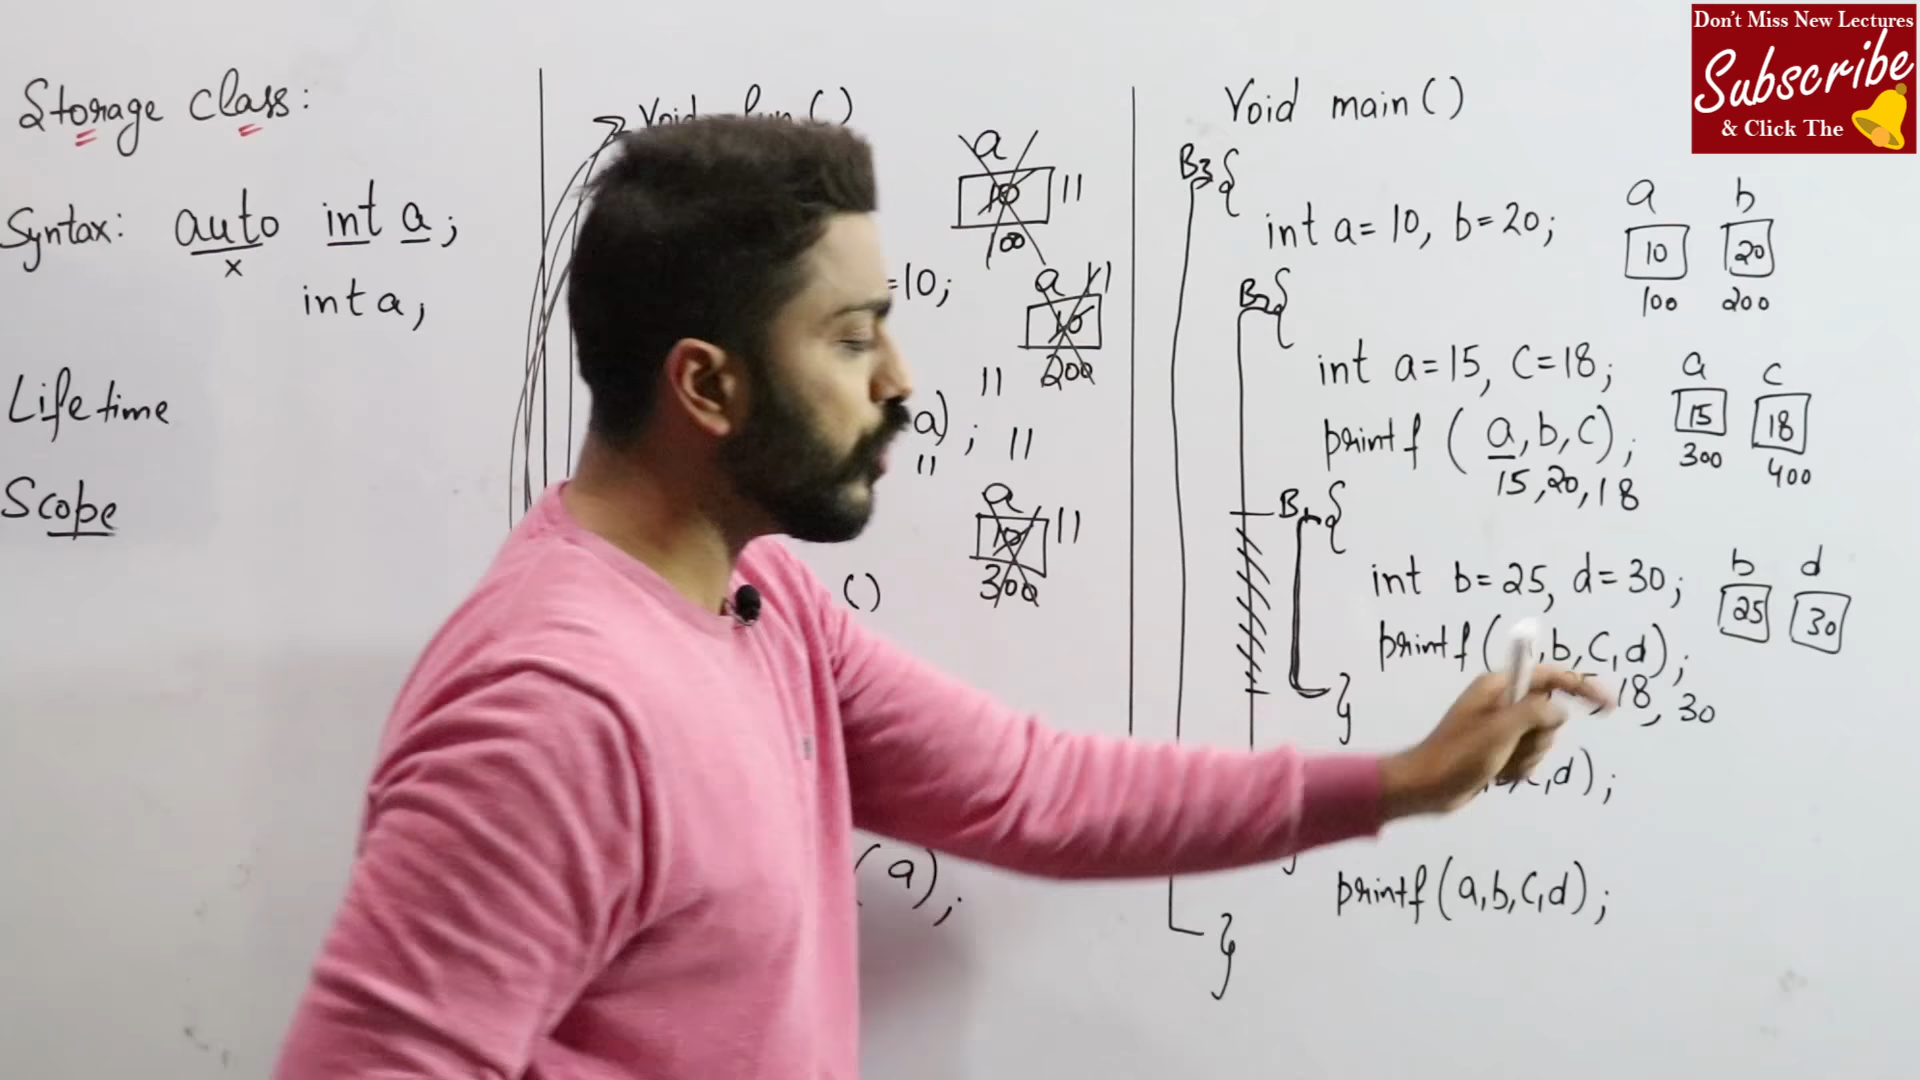 Don't Miss New Lectures
Subscribe
& Click The
Storage class:
Syntax: auto int a;
x
int a;
Lifetime
Scope
Void fun()
=10;
a);
11
()
(a);
a
10
11
100
a 11
10
11 200
11
a
10
11
300
Void main()
B3{
int a=10, b=20;
a b
10 20
100 200
B2{
int a=15, c=18;
a c
15 18
300 400
printf (a,b,c);
15,20,18
B1{
int b=25, d=30;
b d
25 30
printf( ,b,c,d);
,18, 30
}
,d);
}
printf(a,b,c,d);
}